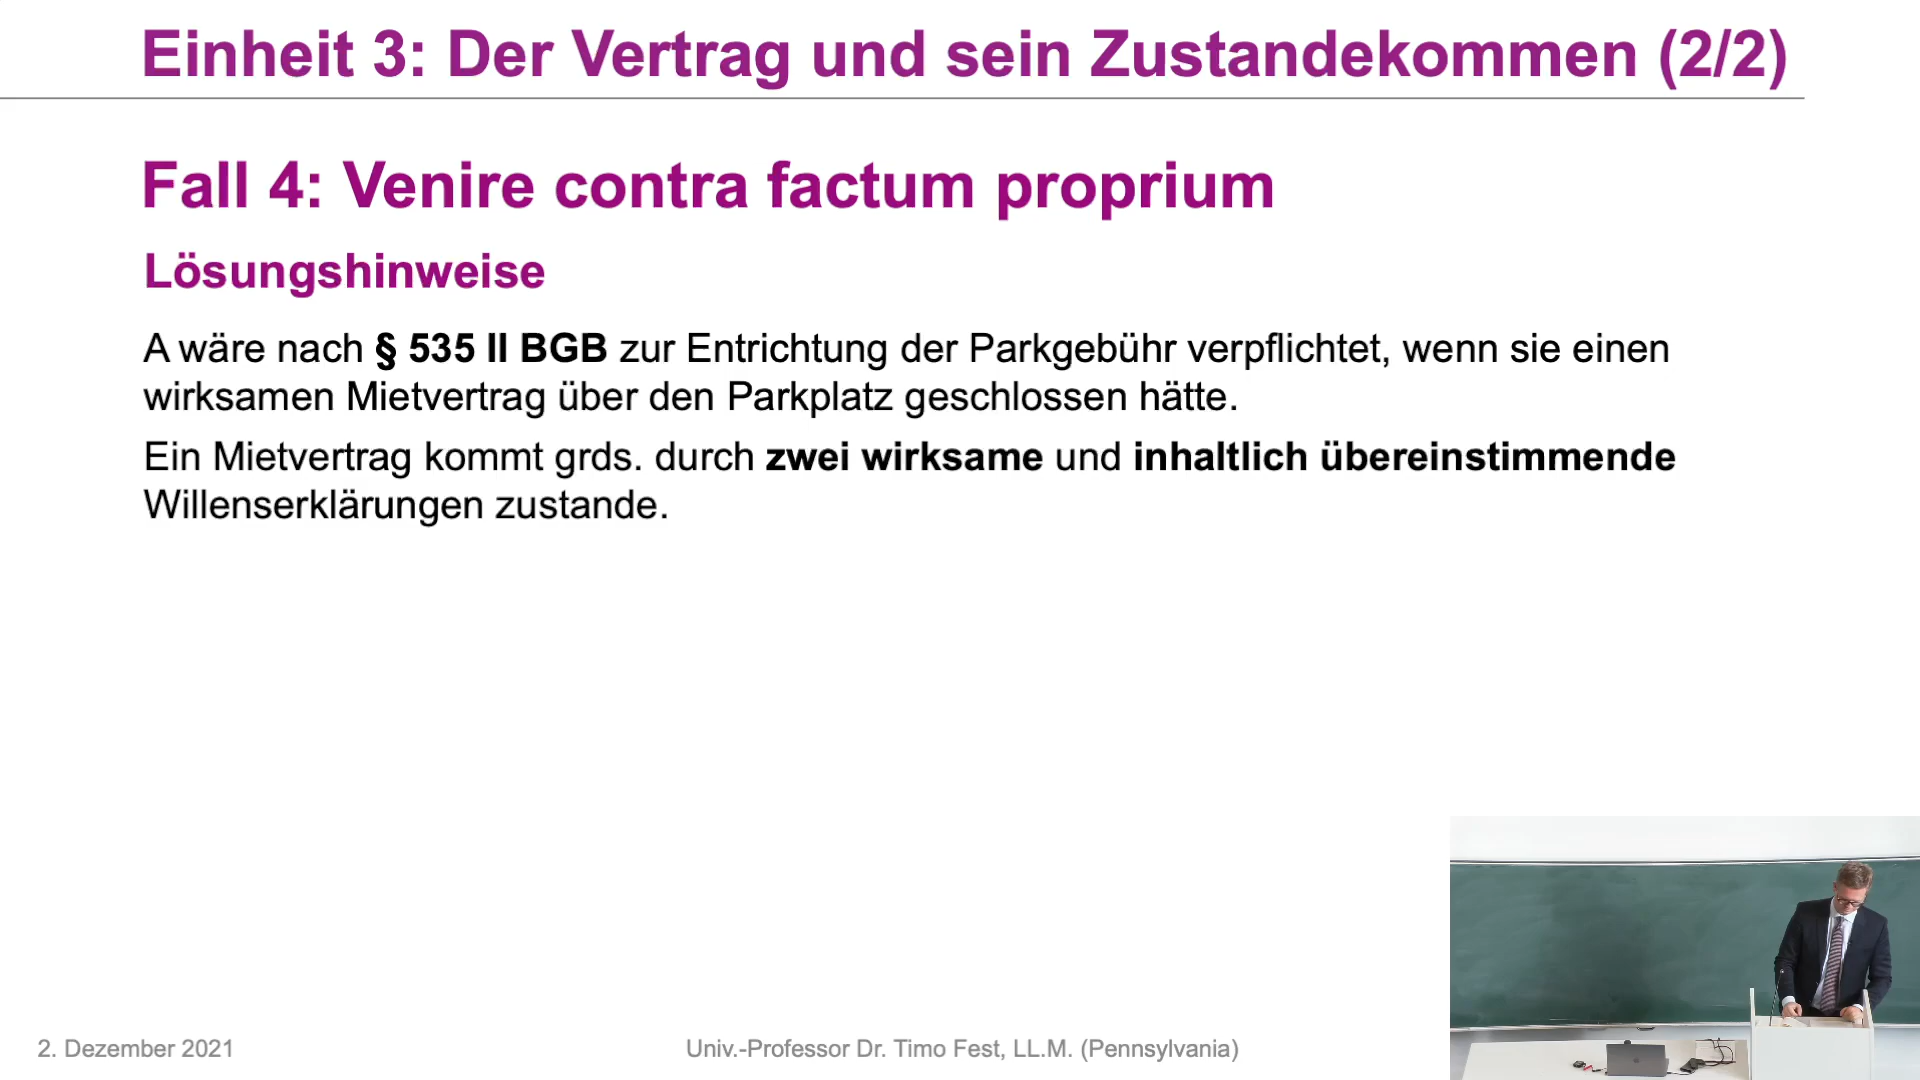 Einheit 3: Der Vertrag und sein Zustandekommen (2/2)
Fall 4: Venire contra factum proprium
Lösungshinweise
A wäre nach § 535 II BGB zur Entrichtung der Parkgebühr verpflichtet, wenn sie einen
wirksamen Mietvertrag über den Parkplatz geschlossen hätte.
Ein Mietvertrag kommt grds. durch zwei wirksame und inhaltlich übereinstimmende
Willenserklärungen zustande.
2. Dezember 2021
Univ.-Professor Dr. Timo Fest, LL.M. (Pennsylvania)